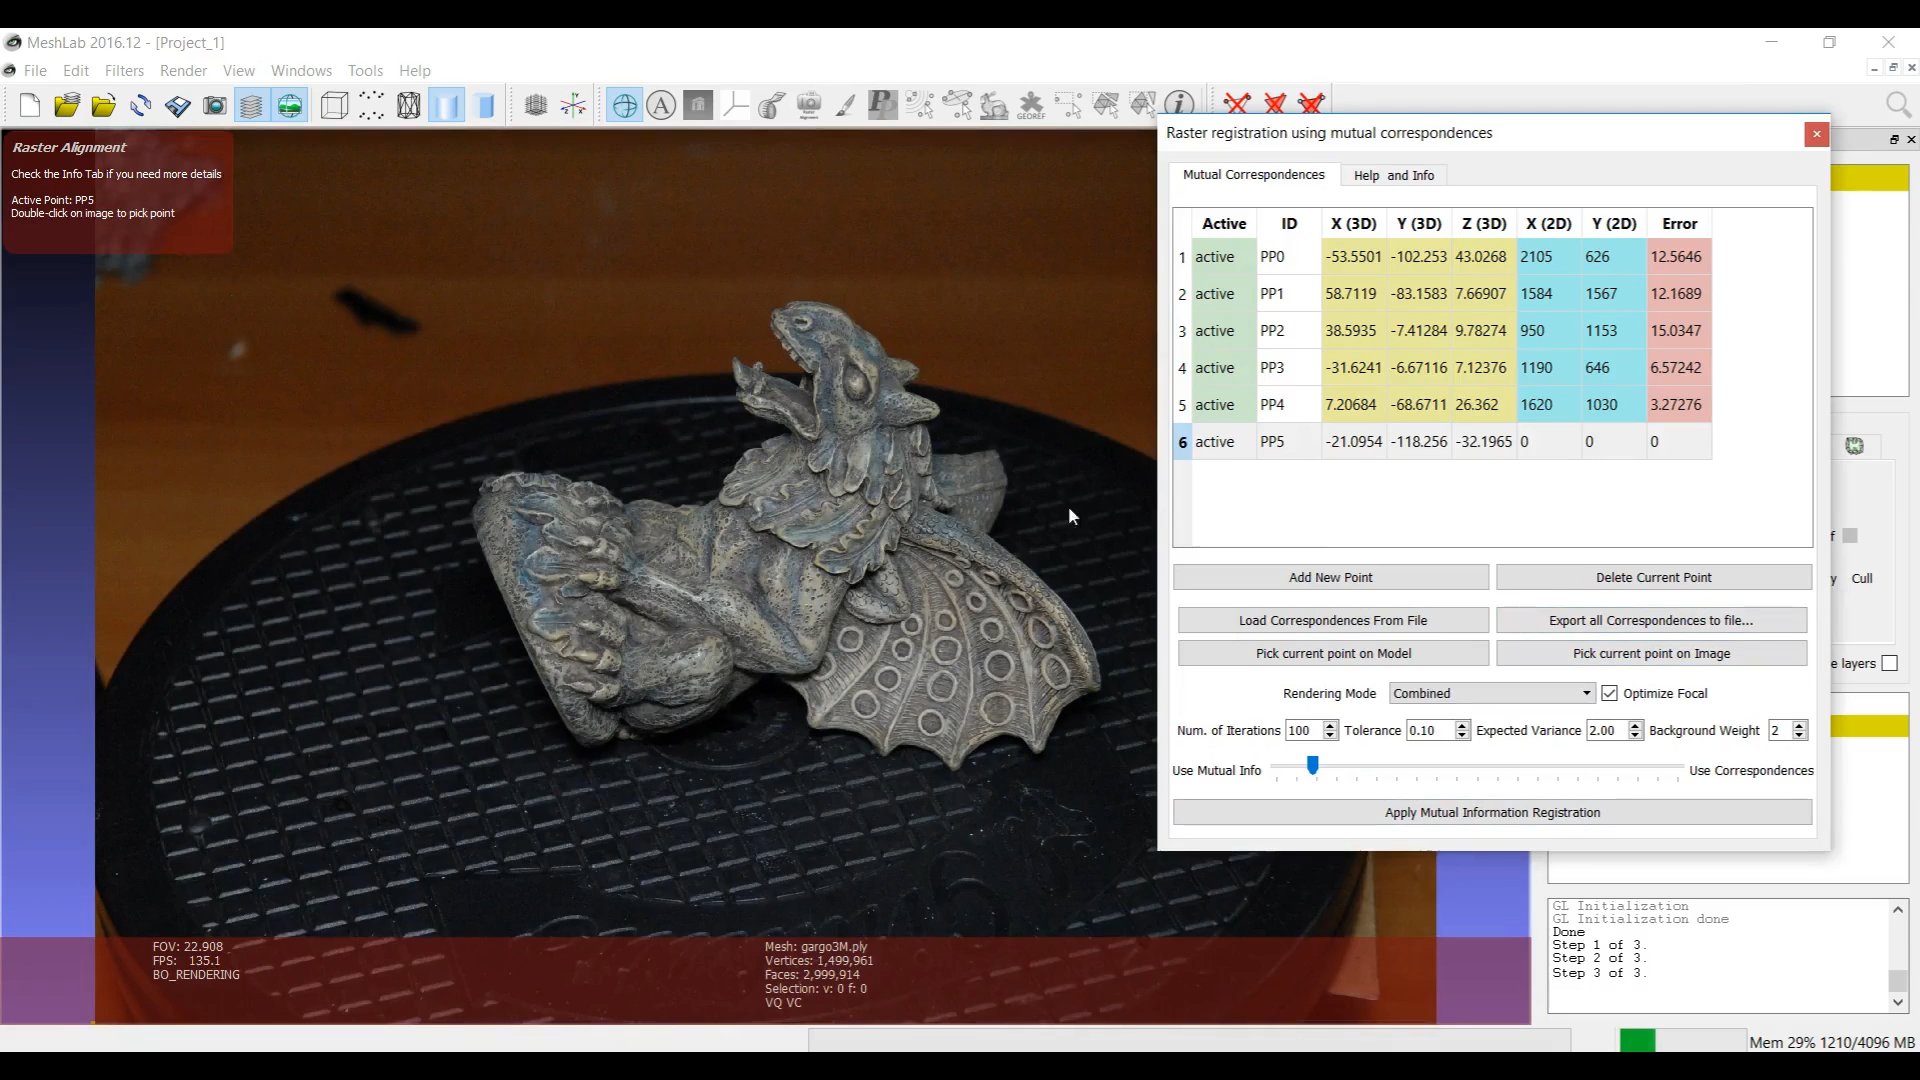 MeshLab 2016.12 - [Project_1]
File Edit Filters Render View Windows Tools Help
A
P
GEOREF
Raster Alignment
Check the Info Tab if you need more details
Active Point: PP5
Double-click on image to pick point
Raster registration using mutual correspondences
Mutual Correspondences Help and Info
Active ID X (3D) Y (3D) Z (3D) X (2D) Y (2D) Error
1 active PP0 -53.5501 -102.253 43.0268 2105 626 12.5646
2 active PP1 58.7119 -83.1583 7.66907 1584 1567 12.1689
3 active PP2 38.5935 -7.41284 9.78274 950 1153 15.0347
4 active PP3 -31.6241 -6.67116 7.12376 1190 646 6.57242
5 active PP4 7.20684 -68.6711 26.362 1620 1030 3.27276
6 active PP5 -21.0954 -118.256 -32.1965 0 0 0
Add New Point Delete Current Point
Load Correspondences From File Export all Correspondences to file...
Pick current point on Model Pick current point on Image
Rendering Mode Combined Optimize Focal
Num. of Iterations 100 Tolerance 0.10 Expected Variance 2.00 Background Weight 2
Use Mutual Info Use Correspondences
Apply Mutual Information Registration
f
y Cull
e layers
GL Initialization
GL Initialization done
Done
Step 1 of 3.
Step 2 of 3.
Step 3 of 3.
FOV: 22.908
FPS: 135.1
BO_RENDERING
Mesh: gargo3M.ply
Vertices: 1,499,961
Faces: 2,999,914
Selection: v: 0 f: 0
VQ VC
Mem 29% 1210/4096 MB